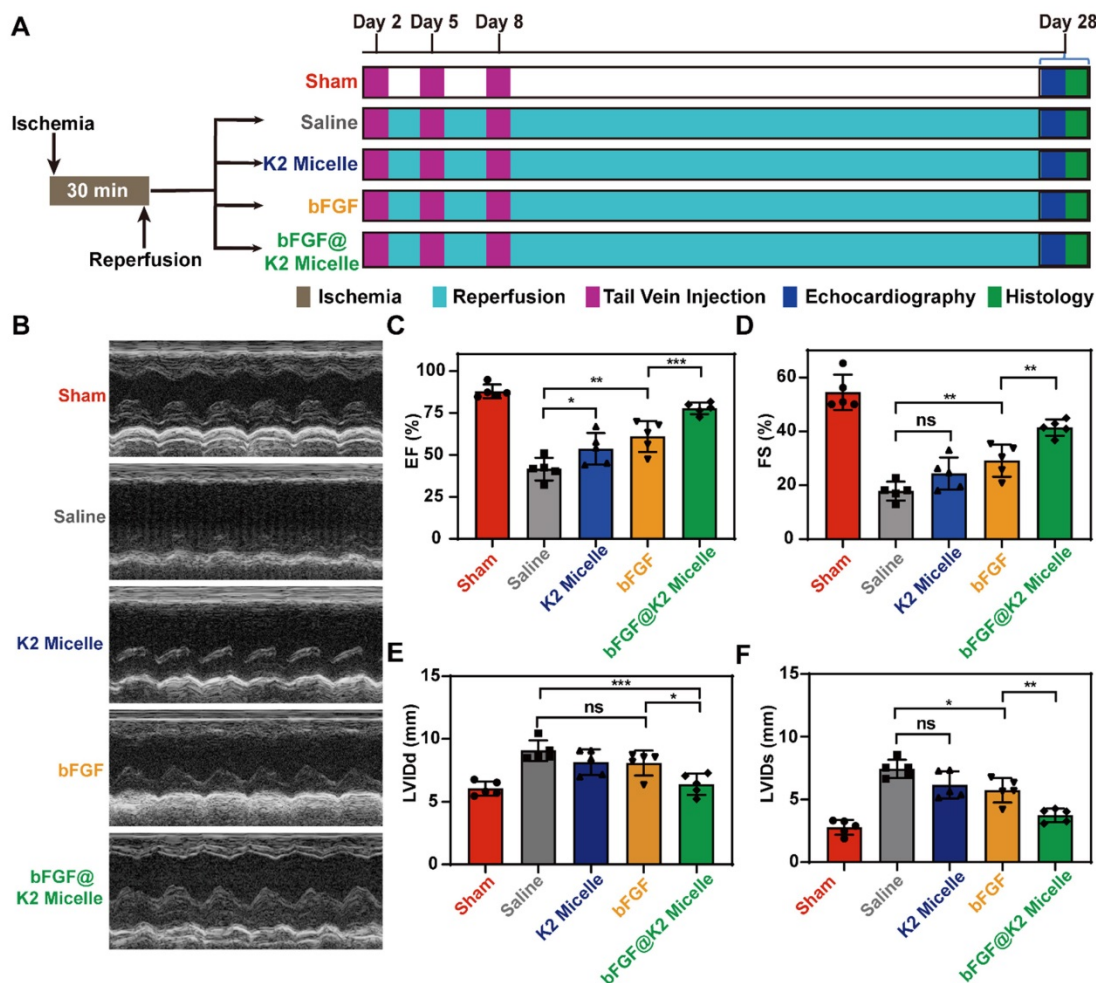 A
Day 2 Day 5 Day 8 Day 28
Sham
Ischemia
Saline
K2 Micelle
30 min
bFGF
Reperfusion
bFGF@
K2 Micelle
Ischemia Reperfusion Tail Vein Injection Echocardiography Histology
B
Sham
Saline
K2 Micelle
bFGF
bFGF@
K2 Micelle
C
EF (%)
100
75
50
25
0
*
**
***
Sham
Saline
K2 Micelle
bFGF
bFGF@K2 Micelle
D
FS (%)
60
40
20
0
ns
**
**
Sham
Saline
K2 Micelle
bFGF
bFGF@K2 Micelle
E
LVIDd (mm)
15
10
5
0
***
ns
*
Sham
Saline
K2 Micelle
bFGF
bFGF@K2 Micelle
F
LVIDs (mm)
15
10
5
0
**
*
ns
Sham
Saline
K2 Micelle
bFGF
bFGF@K2 Micelle